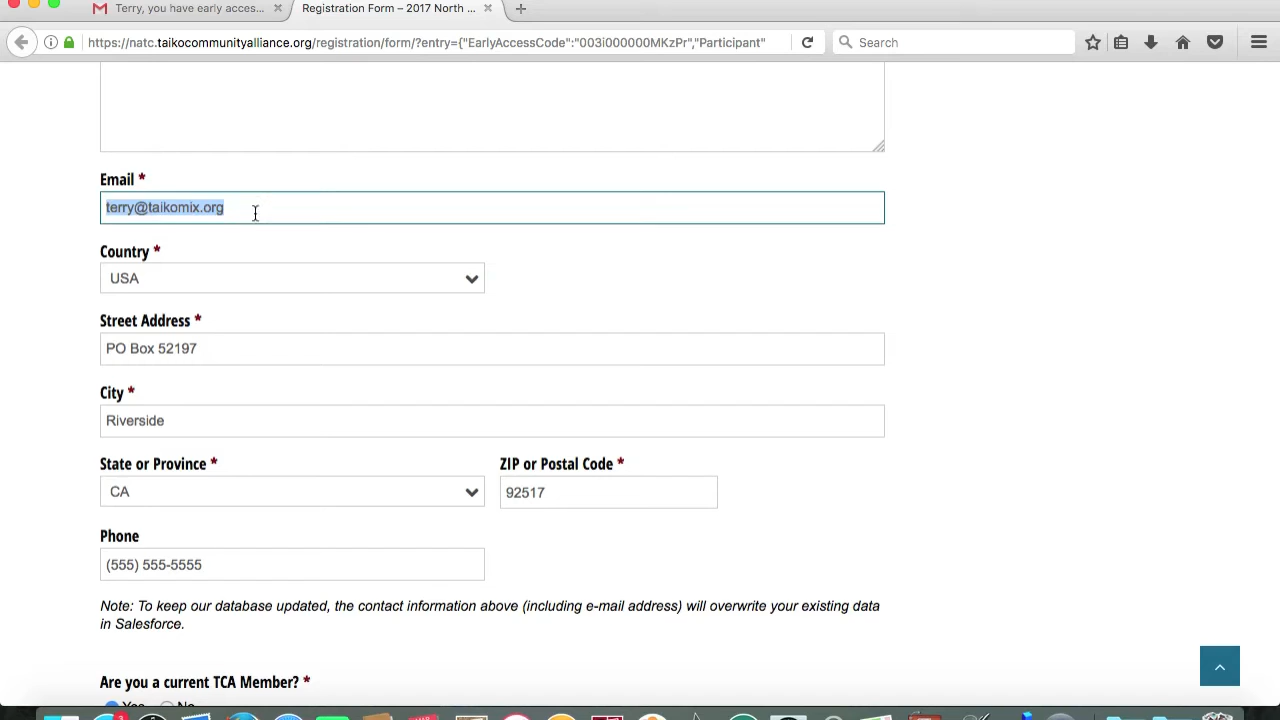 Terry, you have early acces...
Registration Form – 2017 North ...
https://natc.taikocommunityalliance.org/registration/form/?entry={"EarlyAccessCode":"003i000000MKzPr","Participant"
Search
Email *
terry@taikomix.org
Country *
USA
Street Address *
PO Box 52197
City *
Riverside
State or Province *
ZIP or Postal Code *
CA
92517
Phone
(555) 555-5555
Note: To keep our database updated, the contact information above (including e-mail address) will overwrite your existing data
in Salesforce.
Are you a current TCA Member? *
Yes
No